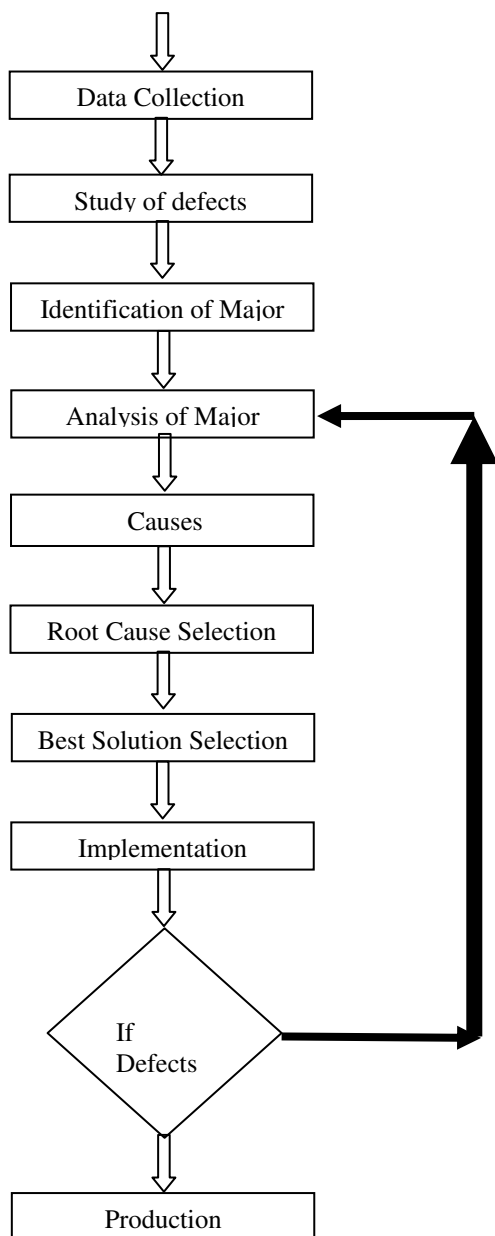 Data Collection
Study of defects
Identification of Major
Analysis of Major
Causes
Root Cause Selection
Best Solution Selection
Implementation
If
Defects
Production